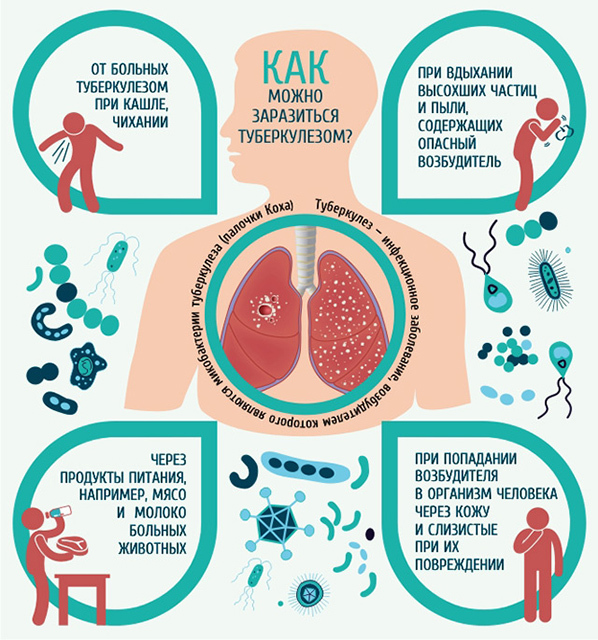 КАК
МОЖНО
ЗАРАЗИТЬСЯ
ТУБЕРКУЛЕЗОМ?
ОТ БОЛЬНЫХ
ТУБЕРКУЛЕЗОМ
ПРИ КАШЛЕ,
ЧИХАНИИ
ПРИ ВДЫХАНИИ
ВЫСОХШИХ ЧАСТИЦ
И ПЫЛИ,
СОДЕРЖАЩИХ
ОПАСНЫЙ
ВОЗБУДИТЕЛЬ
Туберкулез – инфекционное заболевание, возбудителем которого являются микобактерии туберкулеза (палочки Коха)
ЧЕРЕЗ
ПРОДУКТЫ ПИТАНИЯ,
НАПРИМЕР, МЯСО
И МОЛОКО
БОЛЬНЫХ
ЖИВОТНЫХ
ПРИ ПОПАДАНИИ
ВОЗБУДИТЕЛЯ
В ОРГАНИЗМ ЧЕЛОВЕКА
ЧЕРЕЗ КОЖУ
И СЛИЗИСТЫЕ
ПРИ ИХ
ПОВРЕЖДЕНИИ